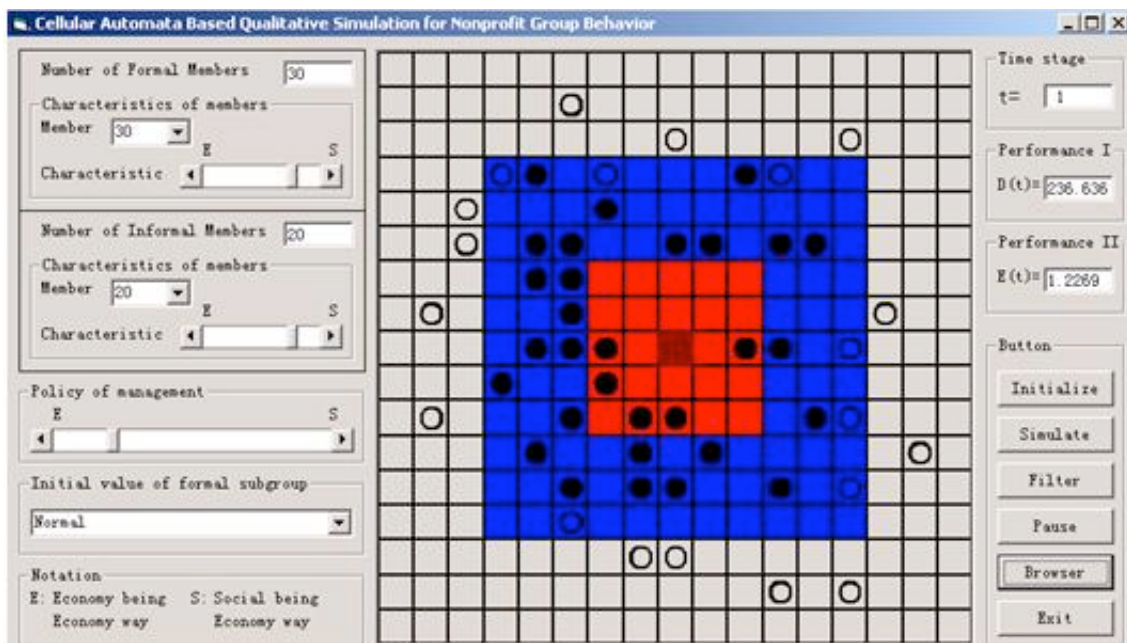 Cellular Automata Based Qualitative Simulation for Nonprofit Group Behavior
Number of Formal Members 30
Characteristics of members
Member 30
E S
Characteristic
Number of Informal Members 20
Characteristics of members
Member 20
E S
Characteristic
Policy of management
E S
Initial value of formal subgroup
Normal
Notation
E: Economy being S: Social being
Economy way Economy way
Time stage
t= 1
Performance I
D(t)= 236.636
Performance II
E(t)= 1.2269
Button
Initialize
Simulate
Filter
Pause
Browser
Exit